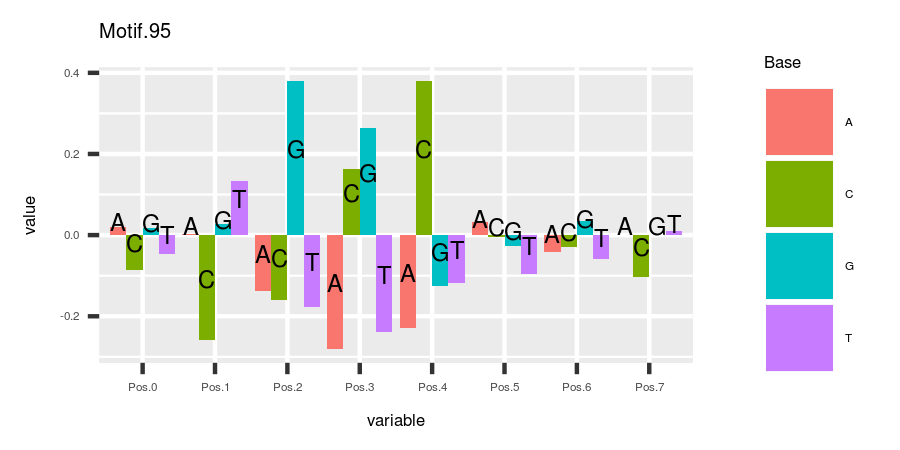 Motif.95
Base
0.4
0.2
0.0
-0.2
value
A C G T A C G T A C G T A C G T A C G T A C G T A C G T A C G T
Pos.0 Pos.1 Pos.2 Pos.3 Pos.4 Pos.5 Pos.6 Pos.7
variable
A
C
G
T